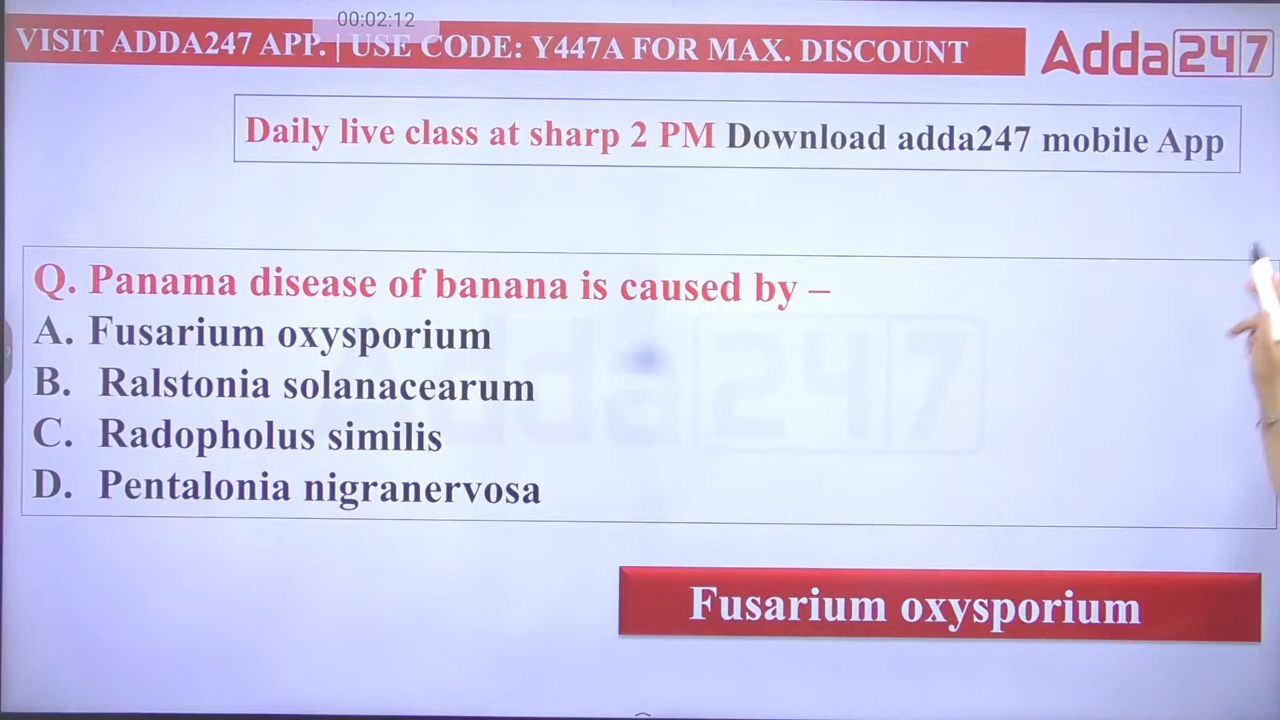 00:02:12
VISIT ADDA247 APP. | USE CODE: Y447A FOR MAX. DISCOUNT
Adda247
Daily live class at sharp 2 PM Download adda247 mobile App
Q. Panama disease of banana is caused by –
A. Fusarium oxysporium
B. Ralstonia solanacearum
C. Radopholus similis
D. Pentalonia nigranervosa
Adda247
Fusarium oxysporium